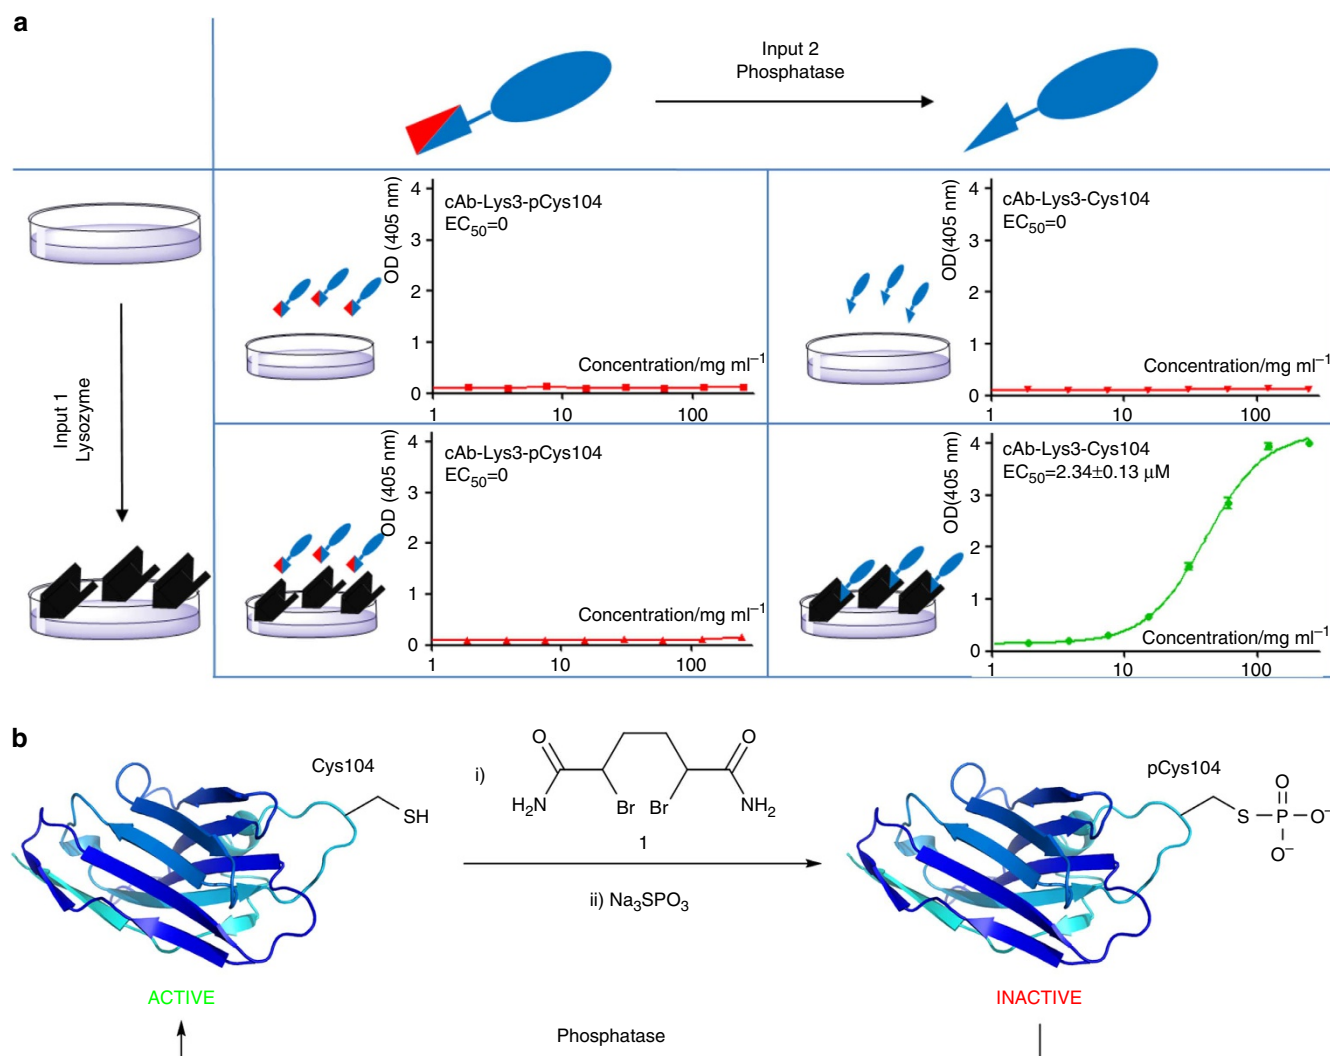 a
Input 2
Phosphatase
Input 1
Lysozyme
OD (405 nm)
4
3
2
1
0
cAb-Lys3-pCys104
EC50=0
Concentration/mg ml–1
1
10
100
OD(405 nm)
4
3
2
1
0
cAb-Lys3-Cys104
EC50=0
Concentration/mg ml–1
1
10
100
OD (405 nm)
4
3
2
1
0
cAb-Lys3-pCys104
EC50=0
Concentration/mg ml–1
1
10
100
OD(405 nm)
4
3
2
1
0
cAb-Lys3-Cys104
EC50=2.34±0.13 μM
Concentration/mg ml–1
1
10
100
b
Cys104
SH
ACTIVE
i)
O
O
H2N
Br
Br
NH2
1
ii) Na3SPO3
pCys104
O
S
P
O–
O–
INACTIVE
Phosphatase